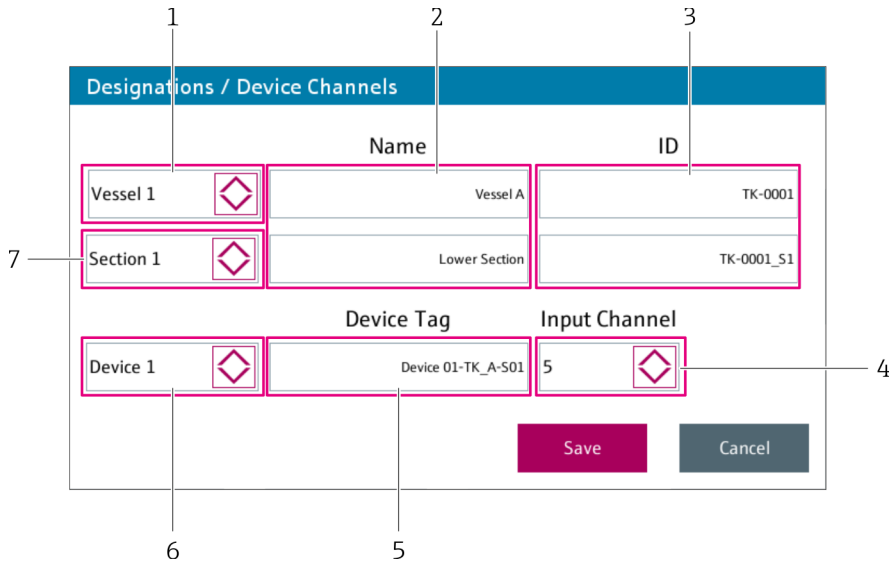 1 2 3
Designations / Device Channels
Name ID
Vessel 1 Vessel A TK-0001
7 Section 1 Lower Section TK-0001_S1
Device Tag Input Channel
Device 1 Device 01-TK_A-S01 5 4
Save Cancel
6 5